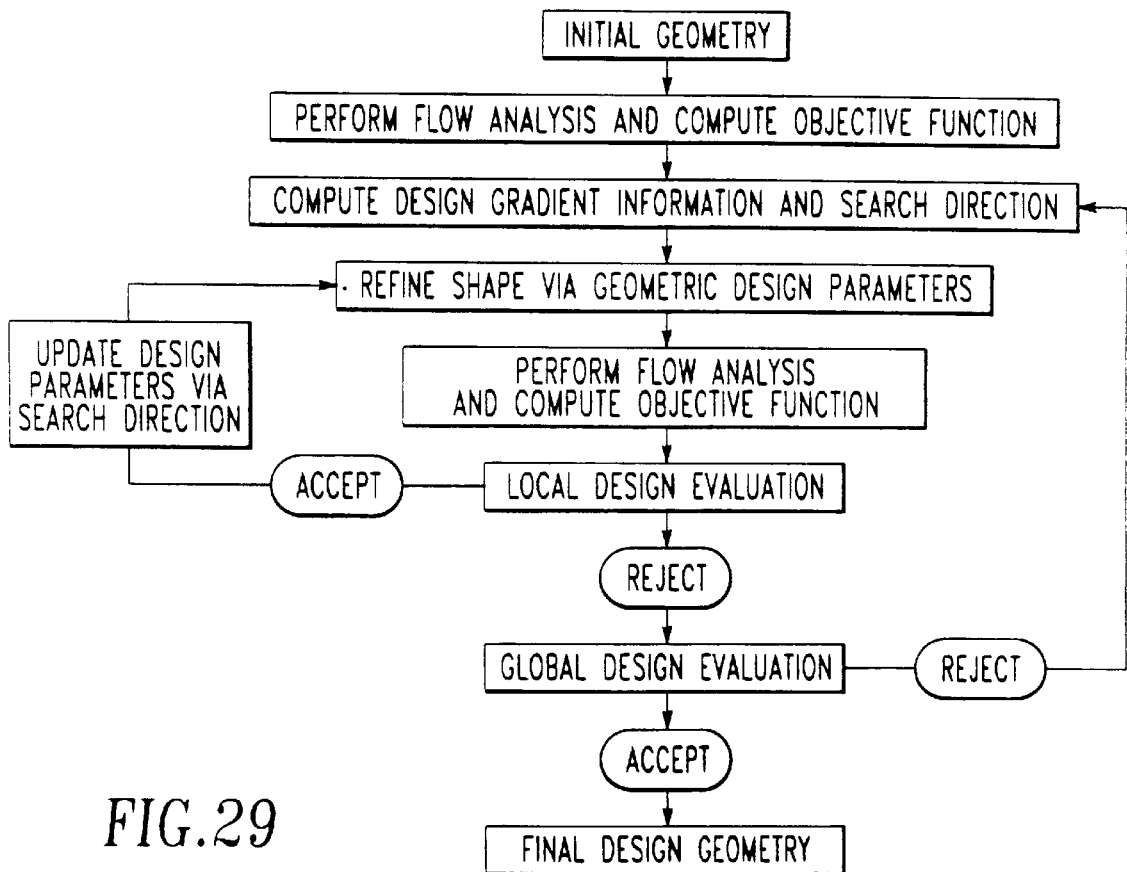 INITIAL GEOMETRY
PERFORM FLOW ANALYSIS AND COMPUTE OBJECTIVE FUNCTION
COMPUTE DESIGN GRADIENT INFORMATION AND SEARCH DIRECTION
REFINE SHAPE VIA GEOMETRIC DESIGN PARAMETERS
UPDATE DESIGN
PARAMETERS VIA
SEARCH DIRECTION
PERFORM FLOW ANALYSIS
AND COMPUTE OBJECTIVE FUNCTION
ACCEPT
LOCAL DESIGN EVALUATION
REJECT
GLOBAL DESIGN EVALUATION
REJECT
ACCEPT
FINAL DESIGN GEOMETRY
FIG.29